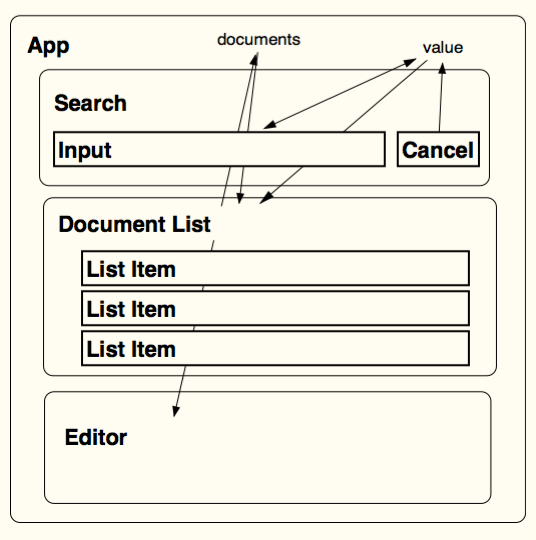 App
documents
value
Search
Input
Cancel
Document List
List Item
List Item
List Item
Editor